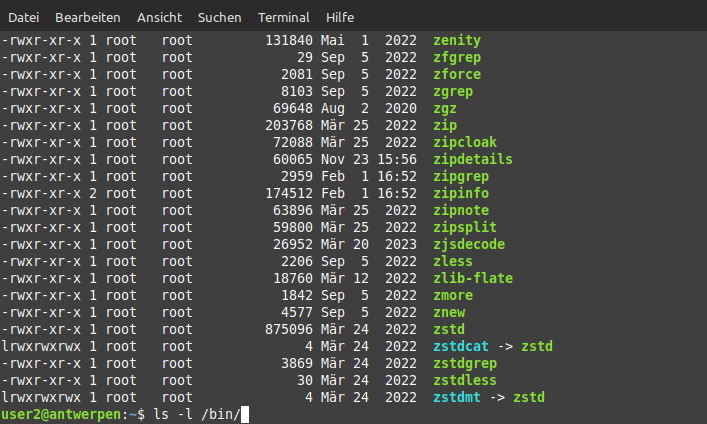 Datei Bearbeiten Ansicht Suchen Terminal Hilfe
-rwxr-xr-x 1 root   root         131840 Mai  1  2022  zenity
-rwxr-xr-x 1 root   root             29 Sep  5  2022  zfgrep
-rwxr-xr-x 1 root   root           2081 Sep  5  2022  zforce
-rwxr-xr-x 1 root   root           8103 Sep  5  2022  zgrep
-rwxr-xr-x 1 root   root          69648 Aug  2  2020  zgz
-rwxr-xr-x 1 root   root         203768 Mär 25  2022  zip
-rwxr-xr-x 1 root   root          72088 Mär 25  2022  zipcloak
-rwxr-xr-x 1 root   root          60065 Nov 23 15:56  zipdetails
-rwxr-xr-x 1 root   root           2959 Feb  1 16:52  zipgrep
-rwxr-xr-x 2 root   root         174512 Feb  1 16:52  zipinfo
-rwxr-xr-x 1 root   root          63896 Mär 25  2022  zipnote
-rwxr-xr-x 1 root   root          59800 Mär 25  2022  zipsplit
-rwxr-xr-x 1 root   root          26952 Mär 20  2023  zjsdecode
-rwxr-xr-x 1 root   root           2206 Sep  5  2022  zless
-rwxr-xr-x 1 root   root          18760 Mär 12  2022  zlib-flate
-rwxr-xr-x 1 root   root           1842 Sep  5  2022  zmore
-rwxr-xr-x 1 root   root           4577 Sep  5  2022  znew
-rwxr-xr-x 1 root   root         875096 Mär 24  2022  zstd
lrwxrwxrwx 1 root   root              4 Mär 24  2022  zstdcat -> zstd
-rwxr-xr-x 1 root   root           3869 Mär 24  2022  zstdgrep
-rwxr-xr-x 1 root   root             30 Mär 24  2022  zstdless
lrwxrwxrwx 1 root   root              4 Mär 24  2022  zstdmt -> zstd
user2@antwerpen:~$ ls -l /bin/